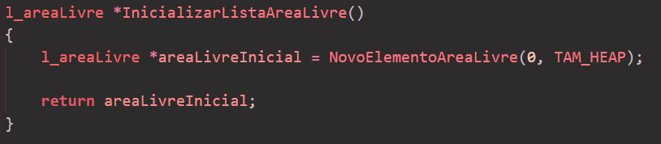 l_areaLivre *InicializarListaAreaLivre()
{
    l_areaLivre *areaLivreInicial = NovoElementoAreaLivre(0, TAM_HEAP);

    return areaLivreInicial;
}